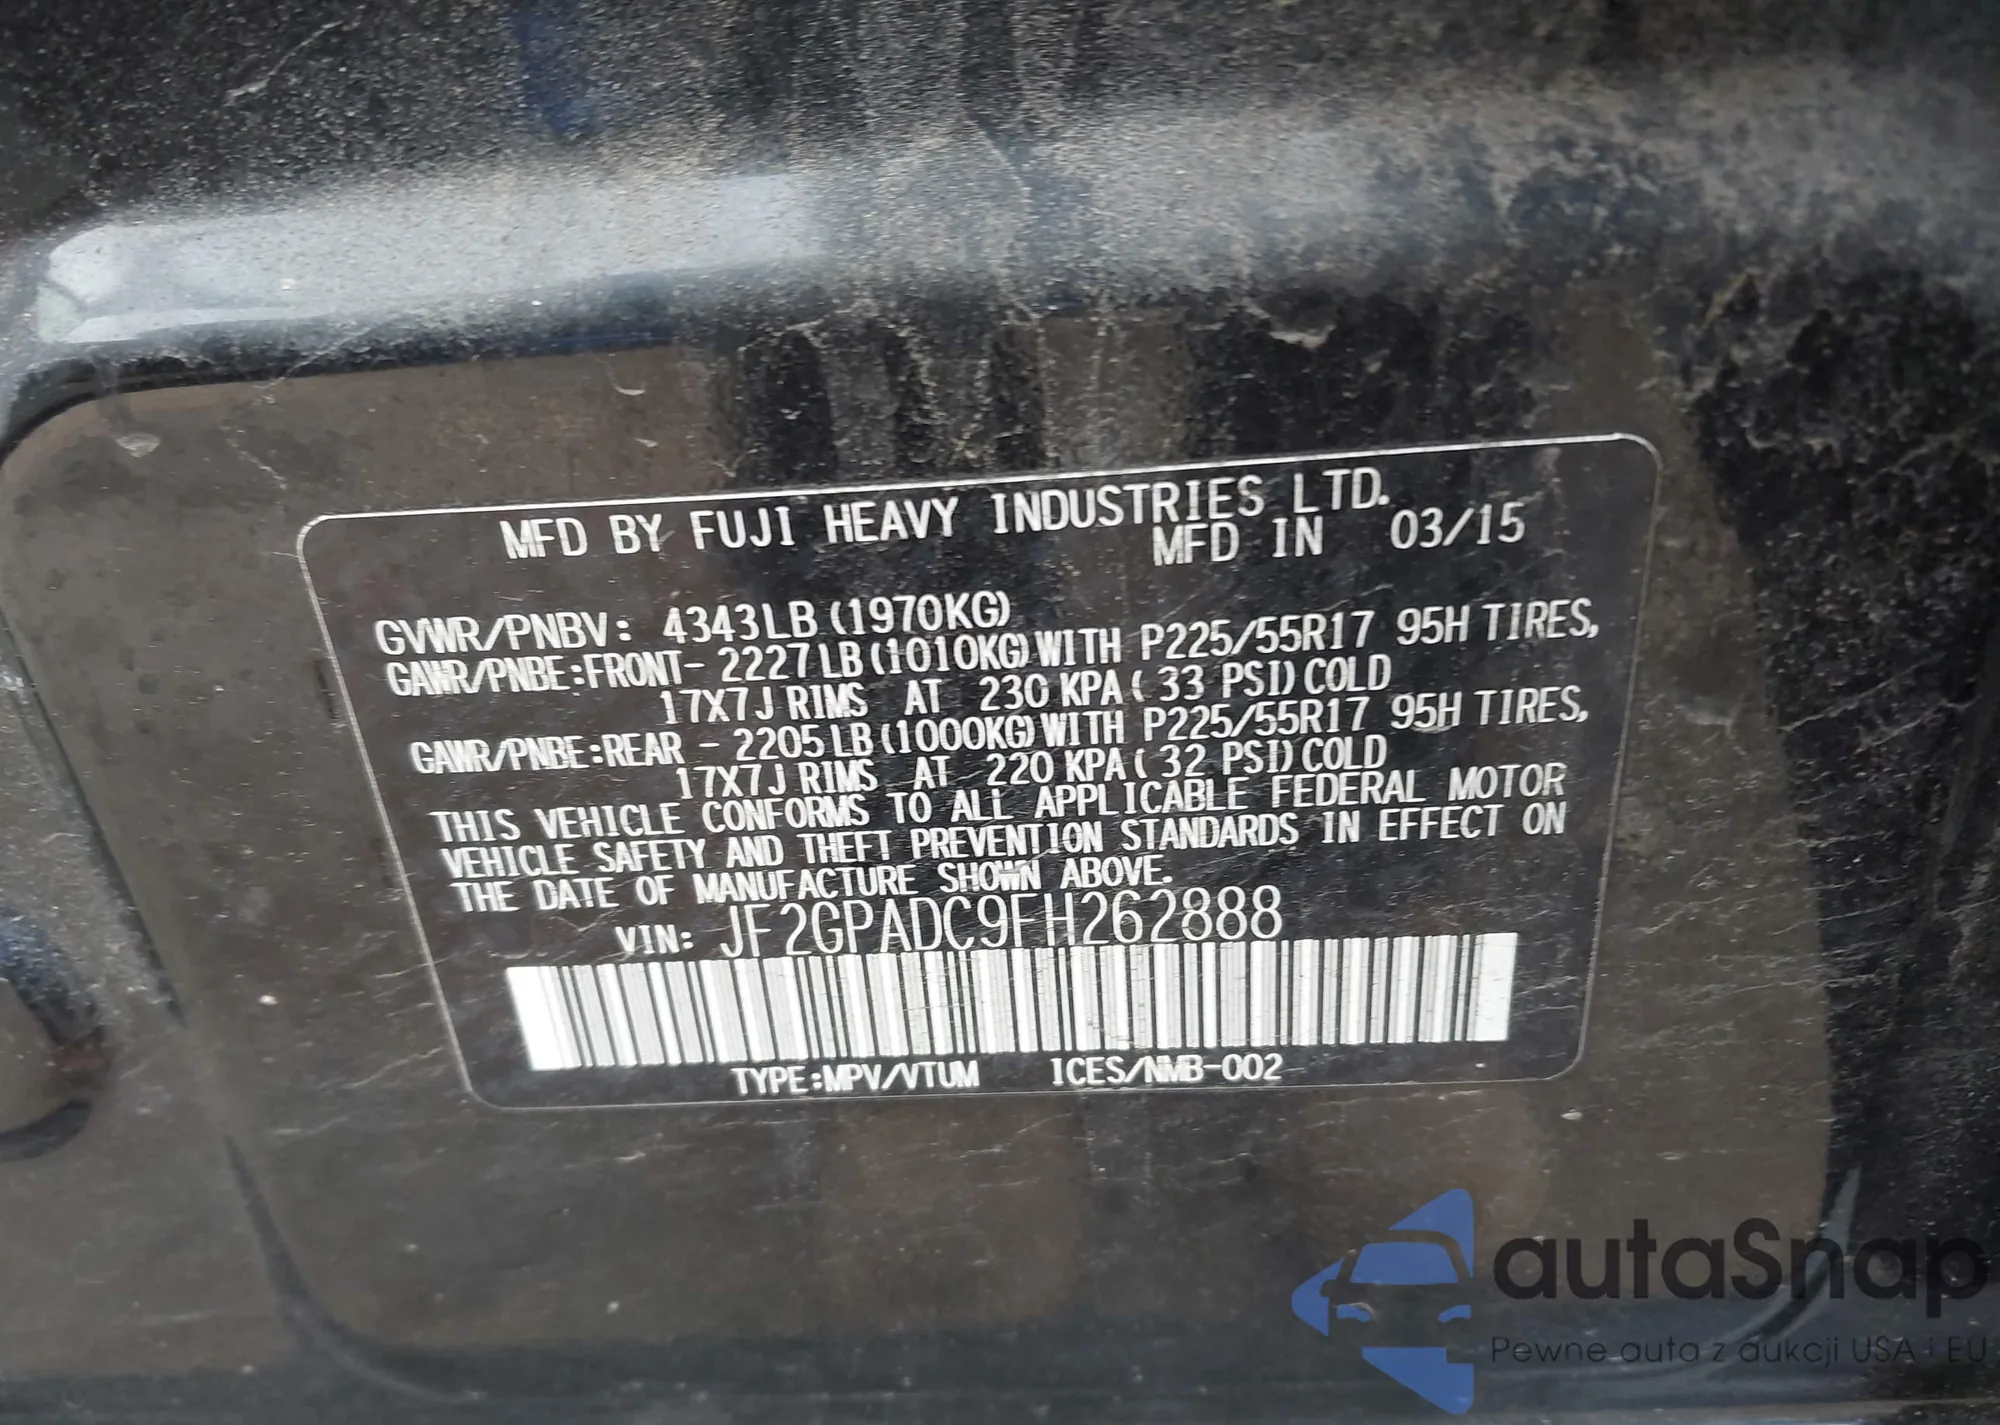 MFD BY FUJI HEAVY INDUSTRIES LTD.
MFD IN 03/15
GVWR/PNBV: 4343LB (1970KG)
GAWR/PNBE:FRONT- 2227LB (1010KG) WITH P225/55R17 95H TIRES,
17X7J RIMS AT 230 KPA ( 33 PSI) COLD
GAWR/PNBE:REAR - 2205LB (1000KG) WITH P225/55R17 95H TIRES,
17X7J RIMS AT 220 KPA ( 32 PSI) COLD
THIS VEHICLE CONFORMS TO ALL APPLICABLE FEDERAL MOTOR
VEHICLE SAFETY AND THEFT PREVENTION STANDARDS IN EFFECT ON
THE DATE OF MANUFACTURE SHOWN ABOVE.
VIN: JF2GPADC9FH262888
TYPE:MPV/VTUM ICES/NMB-002
autaSnap
Pewne auta z aukcji USA i EU